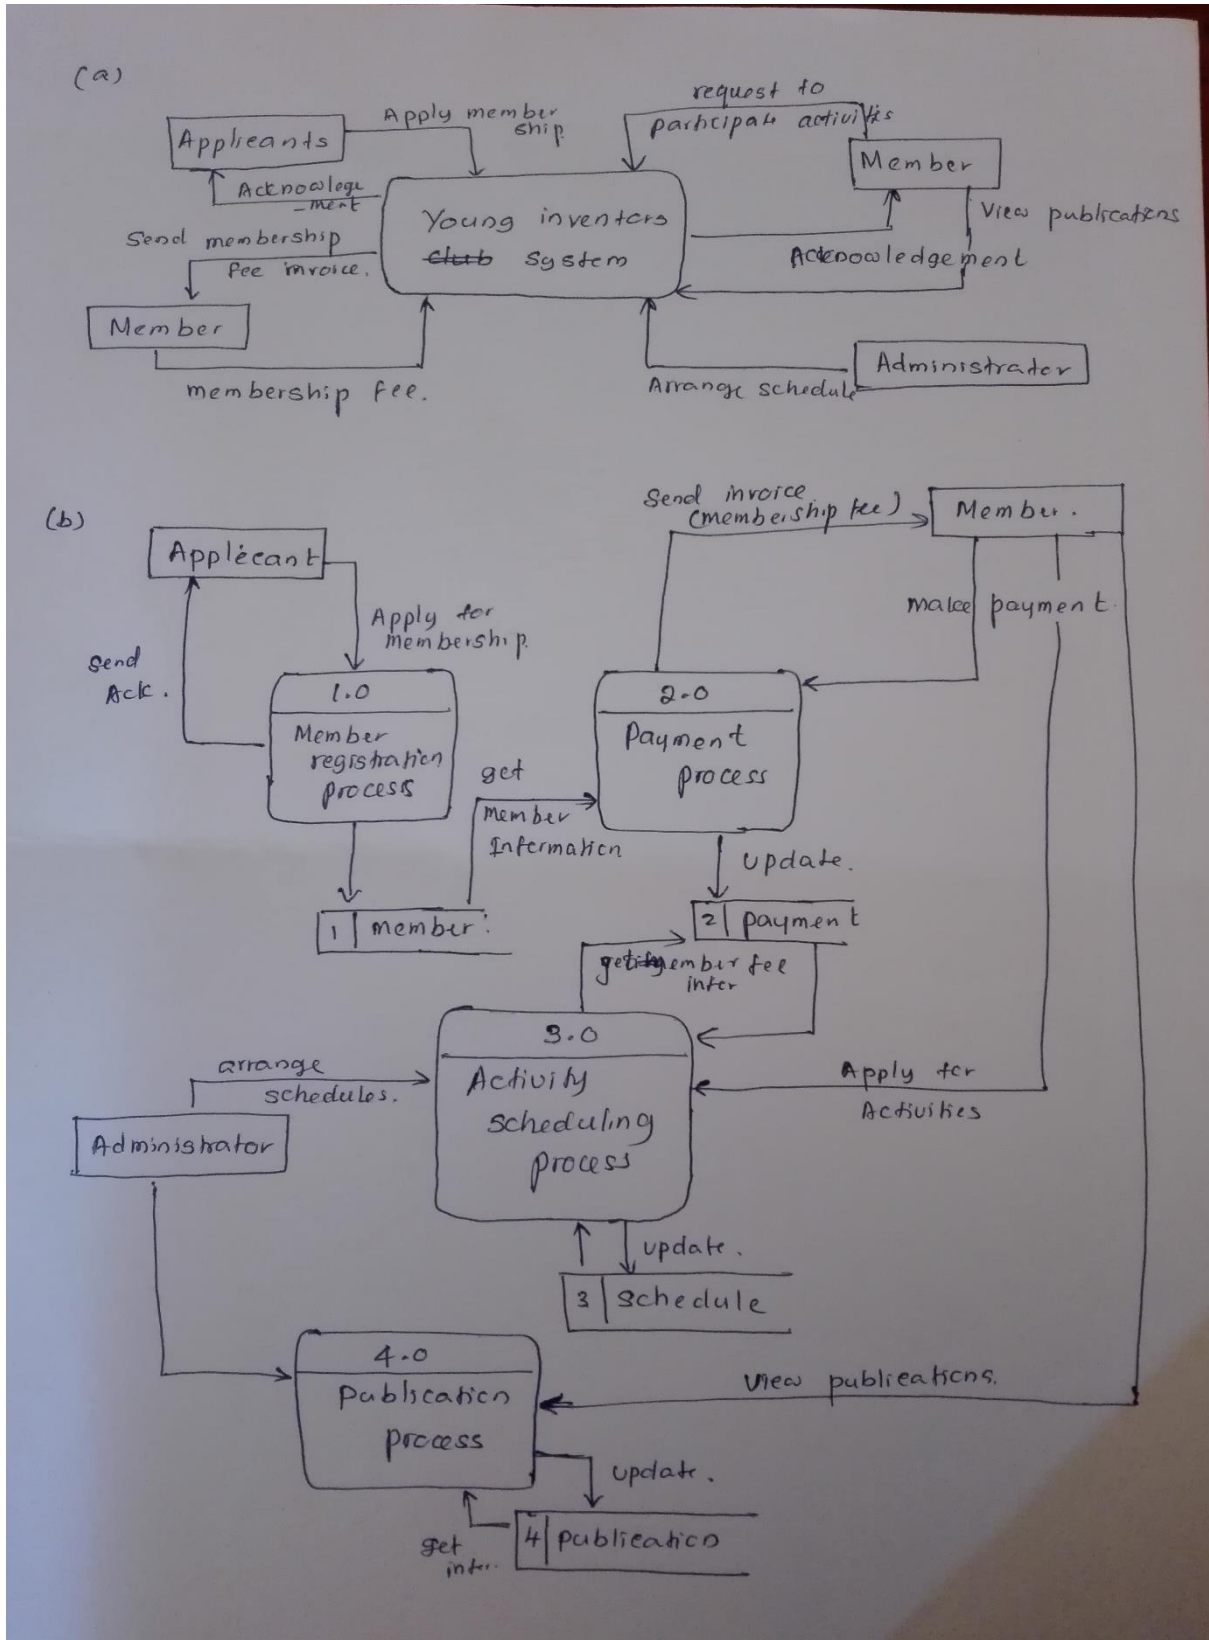 (a)
request to
participate activities
Apply member
ship
Applicants
Member
Acknowlege
-ment
Young inventors
club system
View publications
Acknowledgement
Send membership
fee invoice.
Member
Administrator
membership fee.
Arrange schedule
(b)
Send invoice
(membership fee)
Member.
Applicant
Apply for
membership.
make payment.
Send
Ack.
1.0
Member
registration
process
2.0
Payment
process
get
member
Information
update.
1 member
2 payment
get member fee
infor
3.0
Activity
scheduling
process
arrange
schedules.
Apply for
Activities
Administrator
update.
3 schedule
4.0
Publication
process
View publications.
update.
get
infor.
4 publication